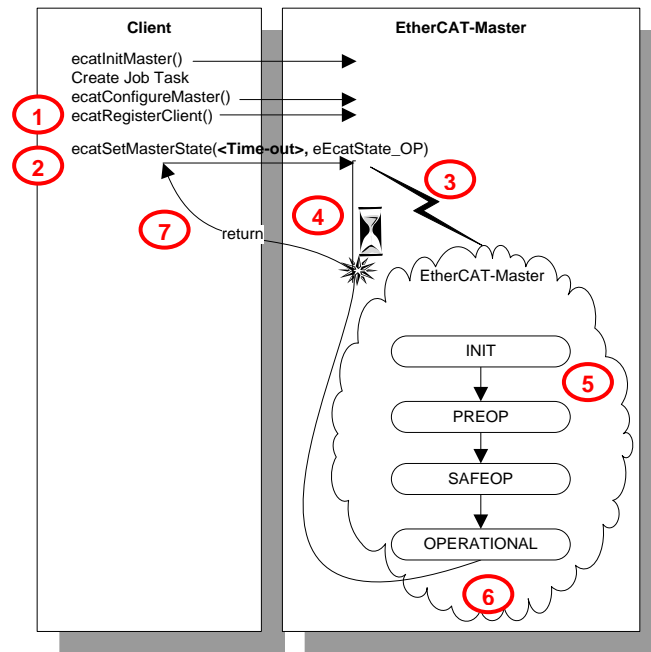 Client
EtherCAT-Master
ecatInitMaster()
Create Job Task
ecatConfigureMaster()
1
ecatRegisterClient()
2
ecatSetMasterState(<Time-out>, eEcatState_OP)
3
4
7
return
EtherCAT-Master
INIT
5
PREOP
SAFEOP
OPERATIONAL
6